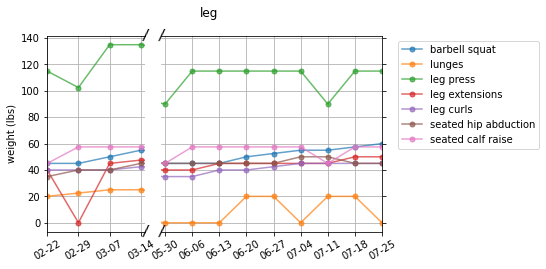 leg
weight (lbs)
140
120
100
80
60
40
20
0
02-22
02-29
03-07
03-14
05-30
06-06
06-13
06-20
06-27
07-04
07-11
07-18
07-25
barbell squat
lunges
leg press
leg extensions
leg curls
seated hip abduction
seated calf raise